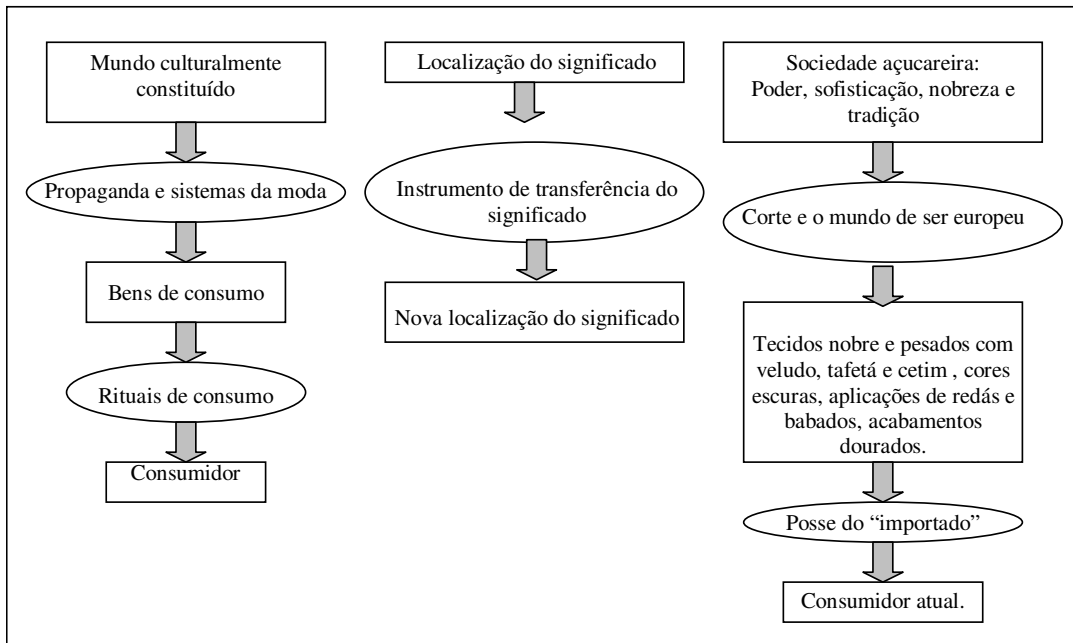 Mundo culturalmente
constituído
Propaganda e sistemas da moda
Bens de consumo
Rituais de consumo
Consumidor
Localização do significado
Instrumento de transferência do
significado
Nova localização do significado
Sociedade açucareira:
Poder, sofisticação, nobreza e
tradição
Corte e o mundo de ser europeu
Tecidos nobre e pesados com
veludo, tafetá e cetim , cores
escuras, aplicações de redás e
babados, acabamentos
dourados.
Posse do “importado”
Consumidor atual.